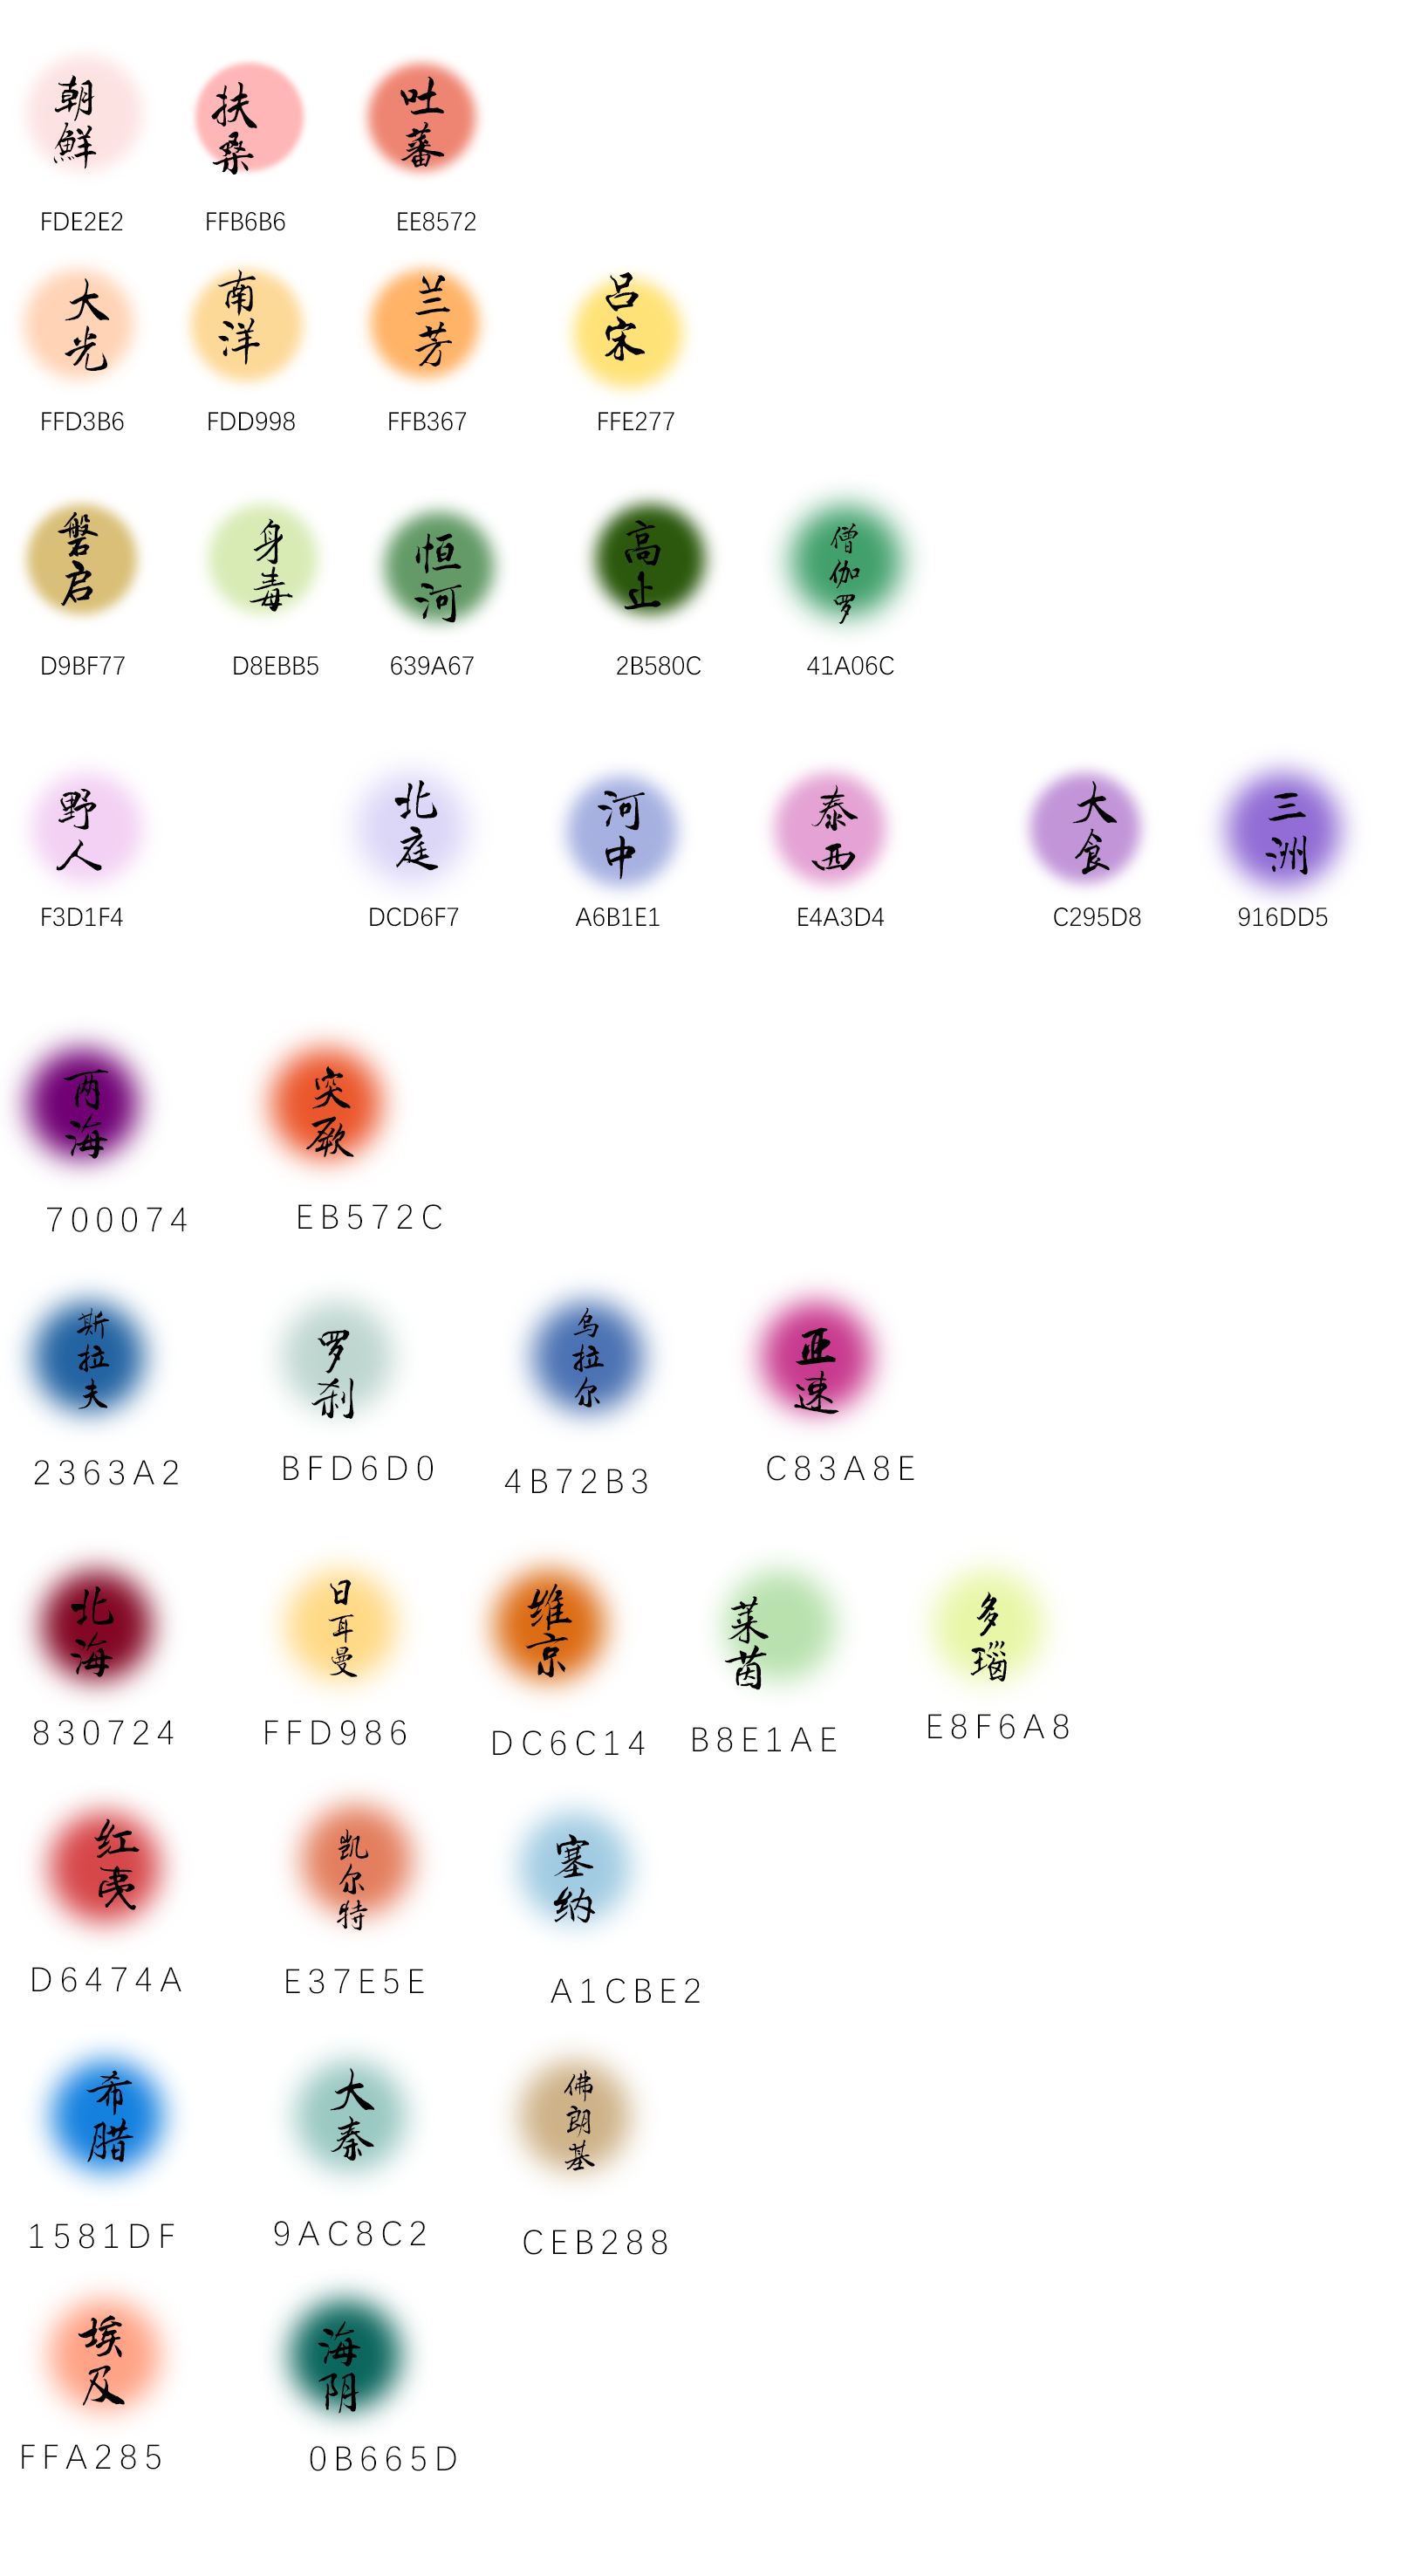 朝鮮 扶桑 吐蕃
FDE2E2 FFB6B6 EE8572
大光 南洋 兰芳 吕宋
FFD3B6 FDD998 FFB367 FFE277
磐启 身毒 恒河 高止 僧伽罗
D9BF77 D8EBB5 639A67 2B580C 41A06C
野人 北庭 河中 泰西 大食 三洲
F3D1F4 DCD6F7 A6B1E1 E4A3D4 C295D8 916DD5
两海 突厥
700074 EB572C
斯拉夫 罗刹 乌拉尔 亚速
2363A2 BFD6D0 4B72B3 C83A8E
北海 日耳曼 维京 莱茵 多瑙
830724 FFD986 DC6C14 B8E1AE E8F6A8
红夷 凯尔特 塞纳
D6474A E37E5E A1CBE2
希腊 大秦 佛朗基
1581DF 9AC8C2 CEB288
埃及 海阴
FFA285 0B665D